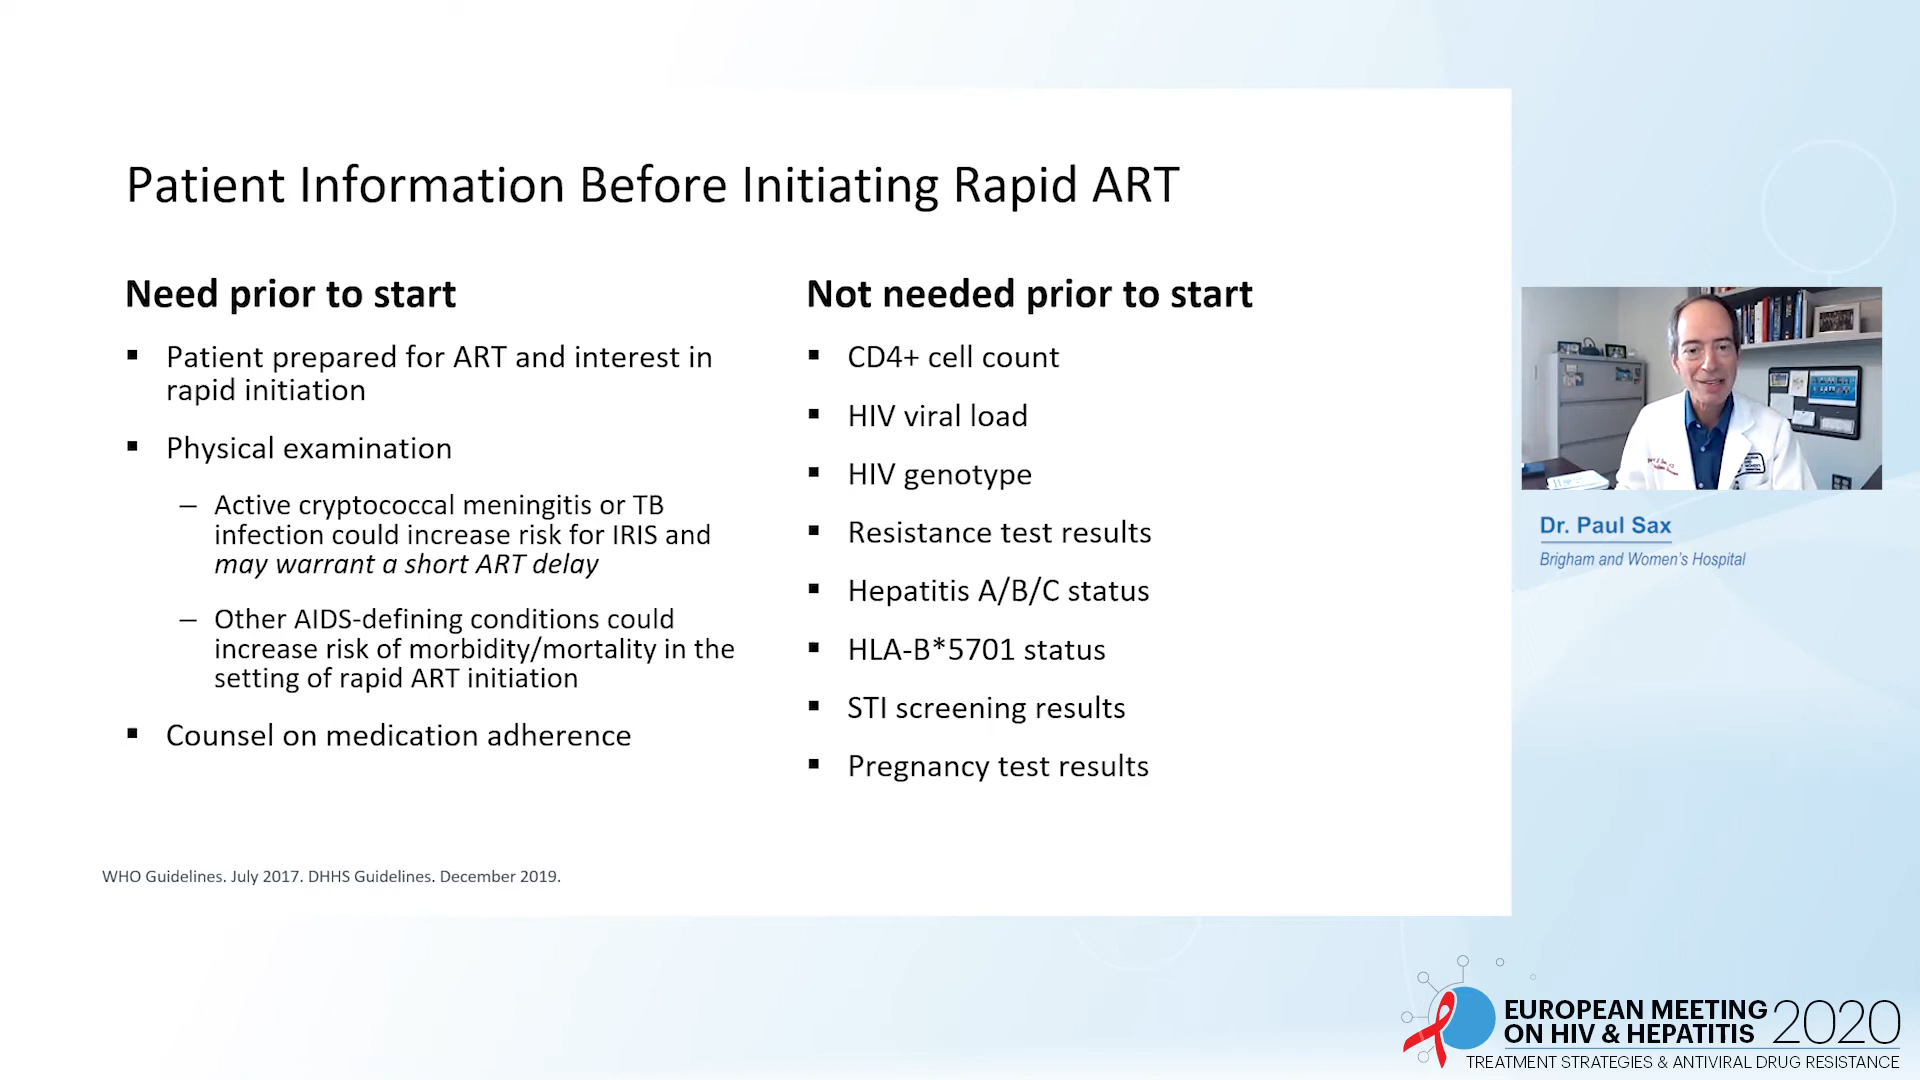 Patient Information Before Initiating Rapid ART
Need prior to start
▪ Patient prepared for ART and interest in
rapid initiation
▪ Physical examination
– Active cryptococcal meningitis or TB
infection could increase risk for IRIS and
may warrant a short ART delay
– Other AIDS-defining conditions could
increase risk of morbidity/mortality in the
setting of rapid ART initiation
▪ Counsel on medication adherence
Not needed prior to start
▪ CD4+ cell count
▪ HIV viral load
▪ HIV genotype
▪ Resistance test results
▪ Hepatitis A/B/C status
▪ HLA-B*5701 status
▪ STI screening results
▪ Pregnancy test results
WHO Guidelines. July 2017. DHHS Guidelines. December 2019.
Dr. Paul Sax
Brigham and Women's Hospital
EUROPEAN MEETING
ON HIV & HEPATITIS 2020
TREATMENT STRATEGIES & ANTIVIRAL DRUG RESISTANCE